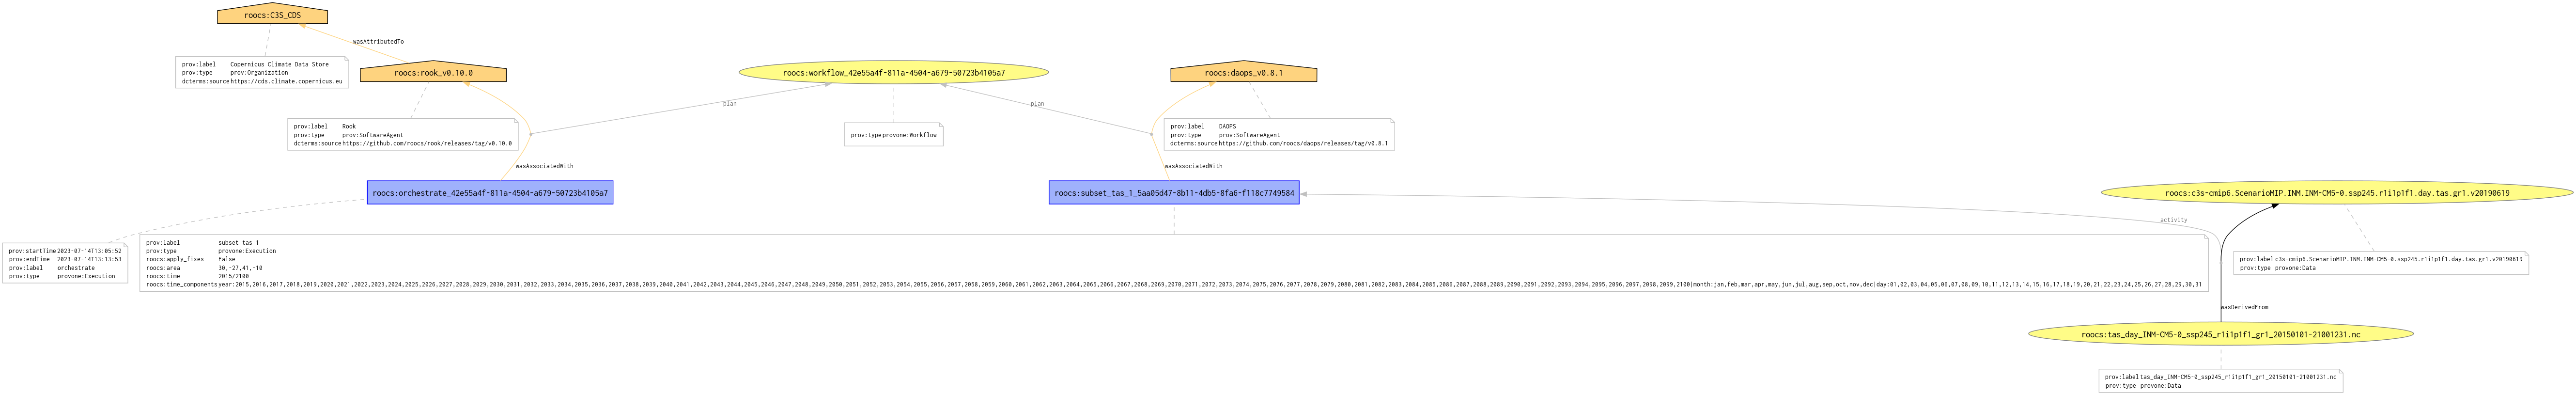 roocs:C3S_CDS
wasAttributedTo
prov:label Copernicus Climate Data Store
prov:type prov:Organization
dcterms:source https://cds.climate.copernicus.eu
roocs:rook_v0.10.0
roocs:workflow_42e55a4f-811a-4504-a679-50723b4105a7
roocs:daops_v0.8.1
plan
plan
prov:label Rook
prov:type prov:SoftwareAgent
dcterms:source https://github.com/roocs/rook/releases/tag/v0.10.0
prov:type provone:Workflow
prov:label DAOPS
prov:type prov:SoftwareAgent
dcterms:source https://github.com/roocs/daops/releases/tag/v0.8.1
wasAssociatedWith
wasAssociatedWith
roocs:orchestrate_42e55a4f-811a-4504-a679-50723b4105a7
roocs:subset_tas_1_5aa05d47-8b11-4db5-8fa6-f118c7749584
roocs:c3s-cmip6.ScenarioMIP.INM.INM-CM5-0.ssp245.r1i1p1f1.day.tas.gr1.v20190619
activity
prov:startTime 2023-07-14T13:05:52
prov:endTime 2023-07-14T13:13:53
prov:label orchestrate
prov:type provone:Execution
prov:label subset_tas_1
prov:type provone:Execution
roocs:apply_fixes false
roocs:area 30,-27,41,-10
roocs:time 2015/2100
roocs:time_components year:2015,2016,2017,2018,2019,2020,2021,2022,2023,2024,2025,2026,2027,2028,2029,2030,2031,2032,2033,2034,2035,2036,2037,2038,2039,2040,2041,2042,2043,2044,2045,2046,2047,2048,2049,2050,2051,2052,2053,2054,2055,2056,2057,2058,2059,2060,2061,2062,2063,2064,2065,2066,2067,2068,2069,2070,2071,2072,2073,2074,2075,2076,2077,2078,2079,2080,2081,2082,2083,2084,2085,2086,2087,2088,2089,2090,2091,2092,2093,2094,2095,2096,2097,2098,2099,2100|month:jan,feb,mar,apr,may,jun,jul,aug,sep,oct,nov,dec|day:01,02,03,04,05,06,07,08,09,10,11,12,13,14,15,16,17,18,19,20,21,22,23,24,25,26,27,28,29,30,31
prov:label c3s-cmip6.ScenarioMIP.INM.INM-CM5-0.ssp245.r1i1p1f1.day.tas.gr1.v20190619
prov:type provone:Data
wasDerivedFrom
roocs:tas_day_INM-CM5-0_ssp245_r1i1p1f1_gr1_20150101-21001231.nc
prov:label tas_day_INM-CM5-0_ssp245_r1i1p1f1_gr1_20150101-21001231.nc
prov:type provone:Data